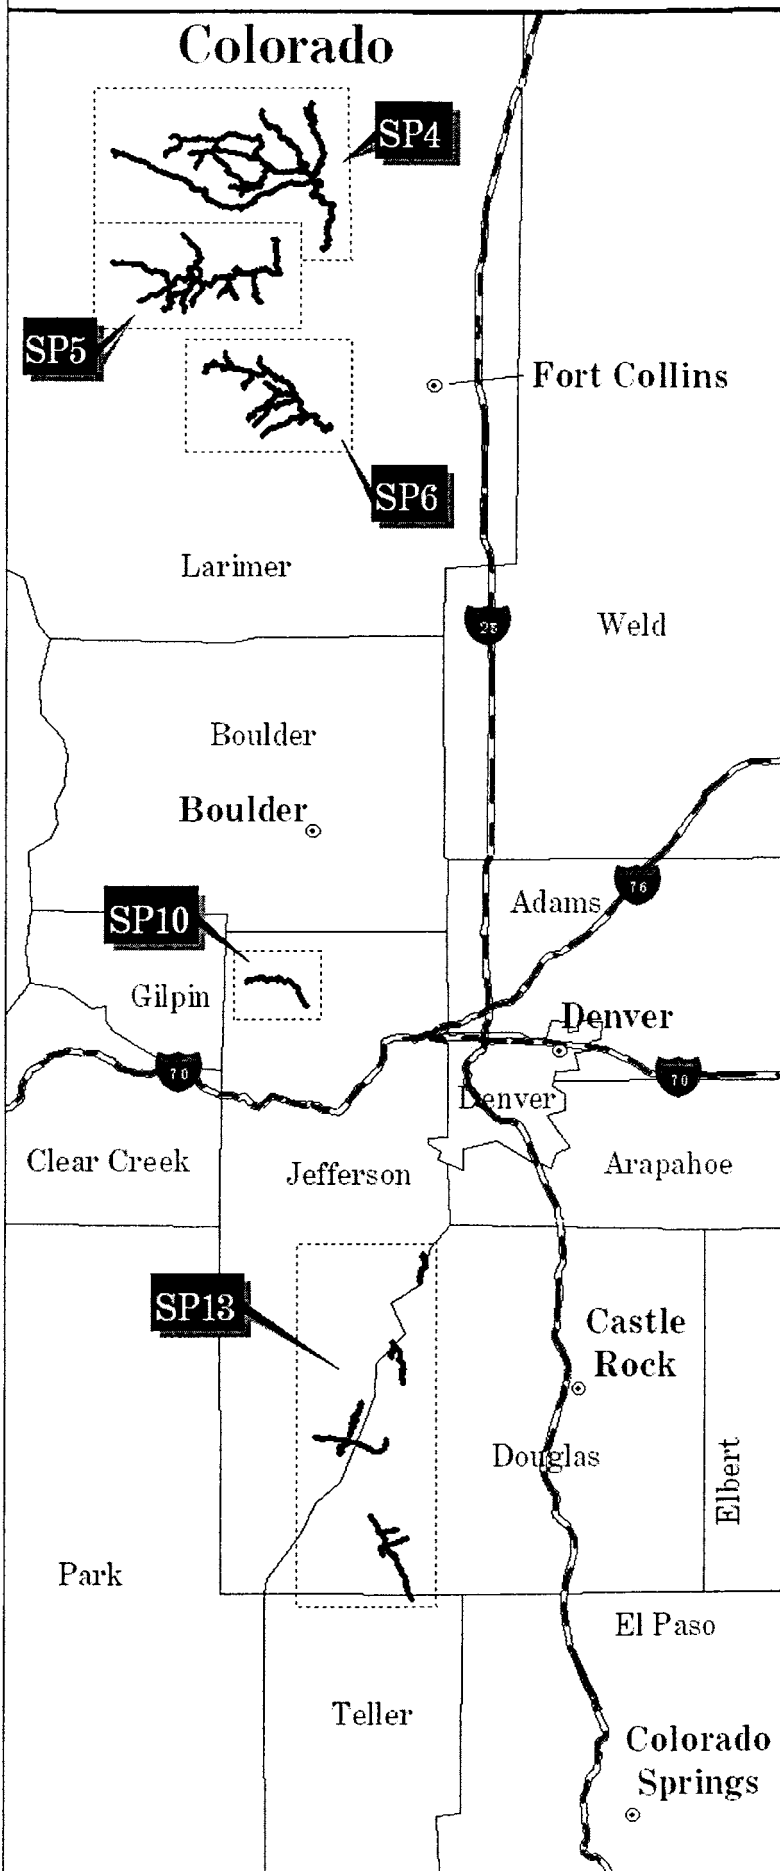 Colorado
SP4
SP5
Fort Collins
SP6
Larimer
25
Weld
Boulder
Boulder
76
Adams
SP10
Gilpin
Denver
70
70
Denver
Clear Creek
Jefferson
Arapahoe
SP13
Castle
Rock
Douglas
Elbert
Park
El Paso
Teller
Colorado
Springs